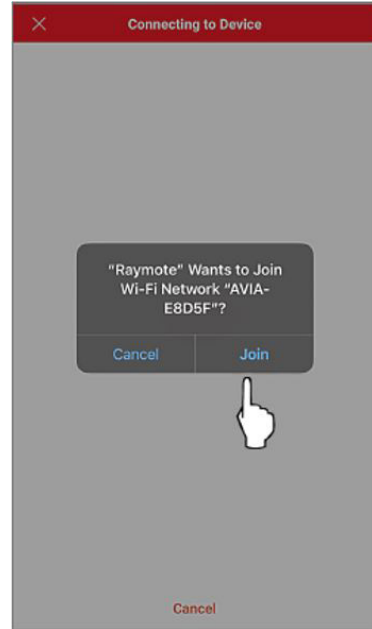 Connecting to Device
"Raymote" Wants to Join
Wi-Fi Network "AVIA-
E8D5F"?
Cancel
Join
Cancel